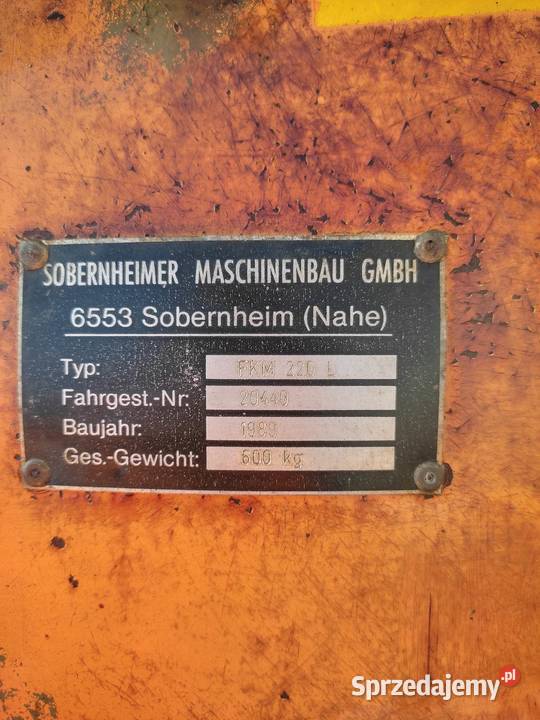 SOBERNHEIMER MASCHINENBAU GMBH
6553 Sobernheim (Nahe)
Typ: FKM 220 L
Fahrgest.-Nr: 20440
Baujahr: 1989
Ges.-Gewicht: 600 kg
Sprzedajemy.pl